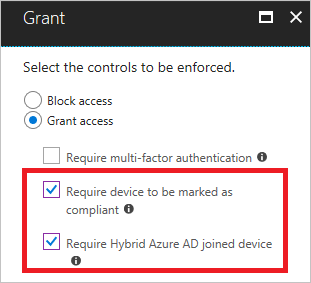 Grant
Select the controls to be enforced.
Block access
Grant access
Require multi-factor authentication
Require device to be marked as
compliant
Require Hybrid Azure AD joined device